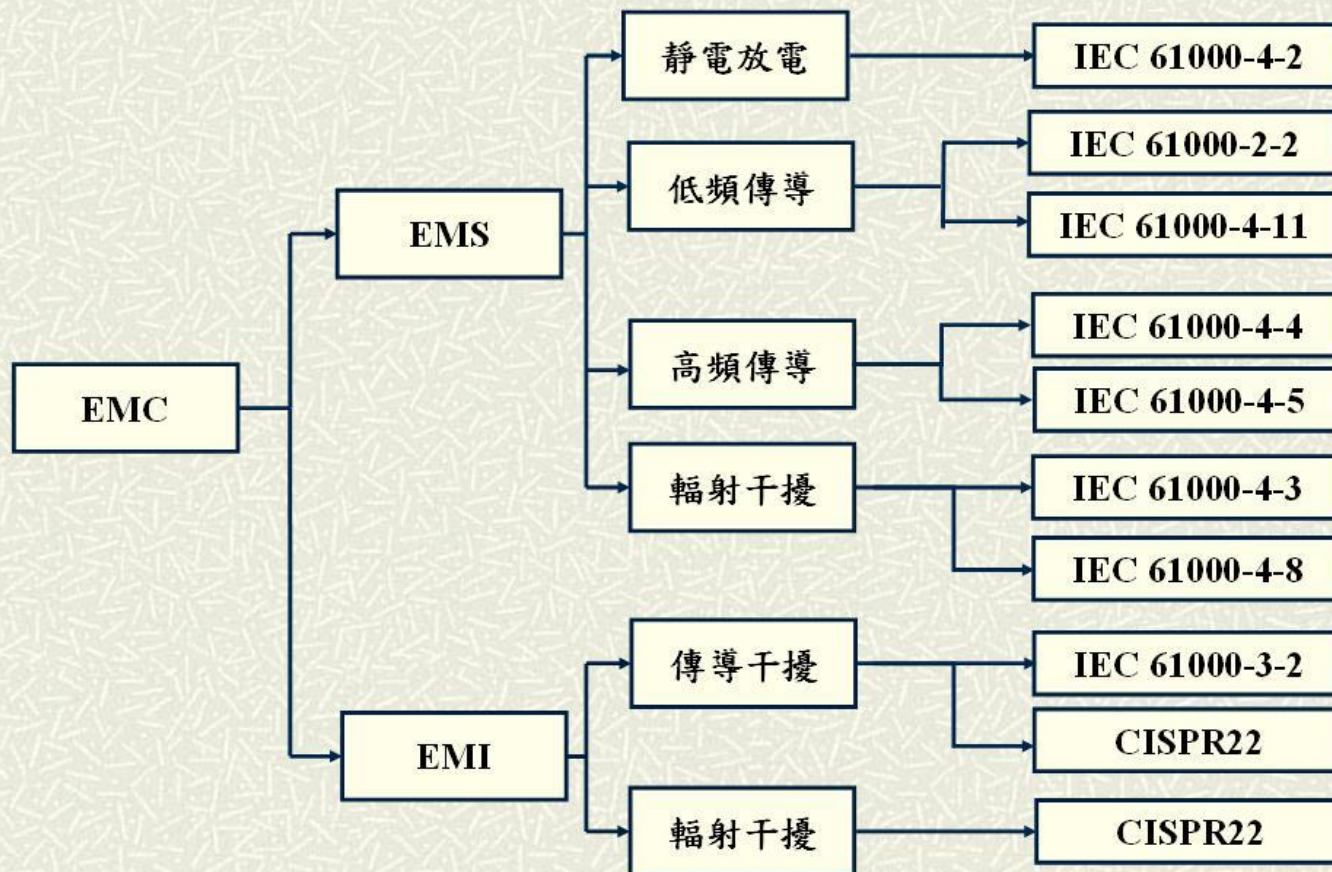 靜電放電
IEC 61000-4-2
IEC 61000-2-2
低頻傳導
EMS
IEC 61000-4-11
IEC 61000-4-4
高頻傳導
EMC
IEC 61000-4-5
輻射干擾
IEC 61000-4-3
IEC 61000-4-8
傳導干擾
IEC 61000-3-2
EMI
CISPR22
輻射干擾
CISPR22